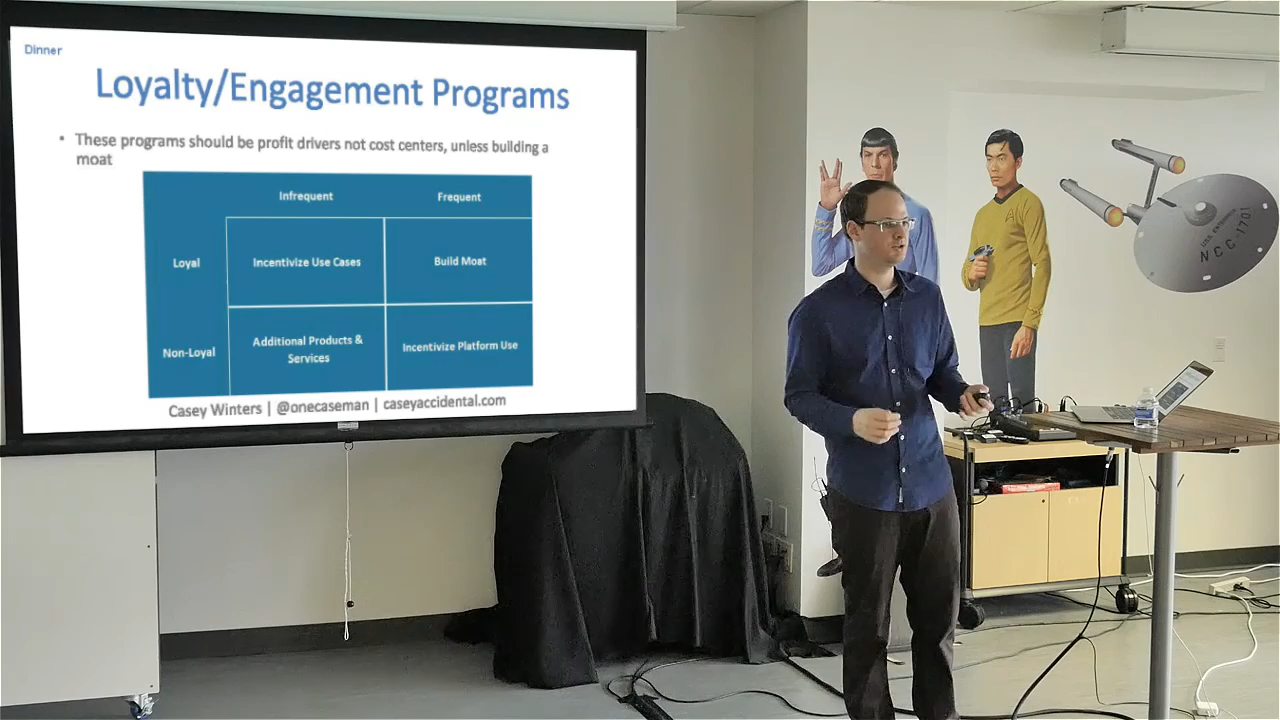 Dinner
Loyalty/Engagement Programs
• These programs should be profit drivers not cost centers, unless building a
moat
Infrequent Frequent
Loyal Incentivize Use Cases Build Moat
Non-Loyal Additional Products &
Services Incentivize Platform Use
Casey Winters | @onecaseman | caseyaccidental.com
U.S.S. ENTERPRISE
NCC-1701